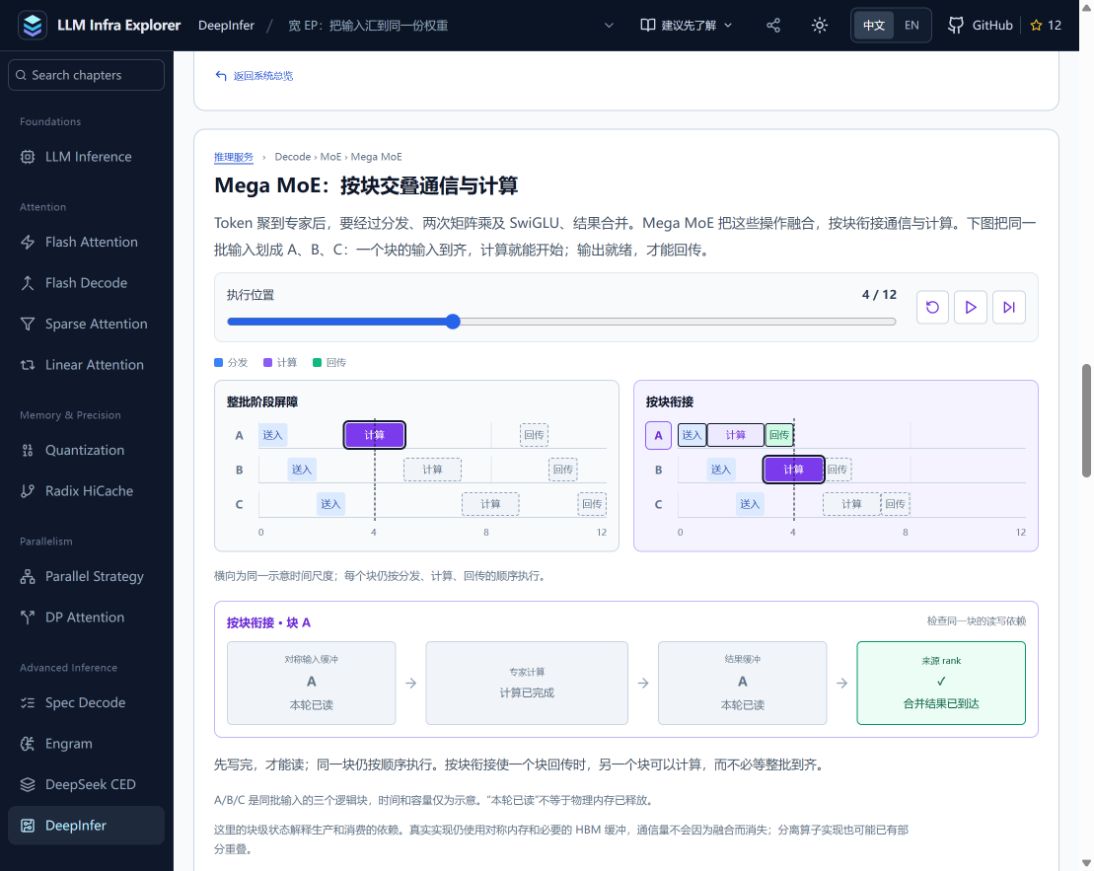 LLM Infra Explorer
DeepInfer / 宽 EP：把输入汇到同一份权重
建议先了解
中文 EN
GitHub
12
Search chapters
Foundations
LLM Inference
Attention
Flash Attention
Flash Decode
Sparse Attention
Linear Attention
Memory & Precision
Quantization
Radix HiCache
Parallelism
Parallel Strategy
DP Attention
Advanced Inference
Spec Decode
Engram
DeepSeek CED
DeepInfer
返回系统总览
推理服务 › Decode › MoE › Mega MoE
Mega MoE：按块交叠通信与计算
Token 聚到专家后，要经过分发、两次矩阵乘及 SwiGLU、结果合并。Mega MoE 把这些操作融合，按块衔接通信与计算。下图把同一
批输入划成 A、B、C：一个块的输入到齐，计算就能开始；输出就绪，才能回传。
执行位置
4 / 12
分发 计算 回传
整批阶段屏障
A 送入 计算 回传
B 送入 计算 回传
C 送入 计算 回传
0 4 8 12
按块衔接
A 送入 计算 回传
B 送入 计算 回传
C 送入 计算 回传
0 4 8 12
横向为同一示意时间尺度；每个块仍按分发、计算、回传的顺序执行。
按块衔接 · 块 A
检查同一块的读写依赖
对称输入缓冲
A
本轮已读
专家计算
计算已完成
结果缓冲
A
本轮已读
来源 rank
✓
合并结果已到达
先写完，才能读；同一块仍按顺序执行。按块衔接使一个块回传时，另一个块可以计算，而不必等整批到齐。
A/B/C 是同批输入的三个逻辑块，时间和容量仅为示意。“本轮已读”不等于物理内存已释放。
这里的块级状态解释生产和消费的依赖。真实实现仍使用对称内存和必要的 HBM 缓冲，通信量不会因为融合而消失；分离算子实现也可能已有部
分重叠。